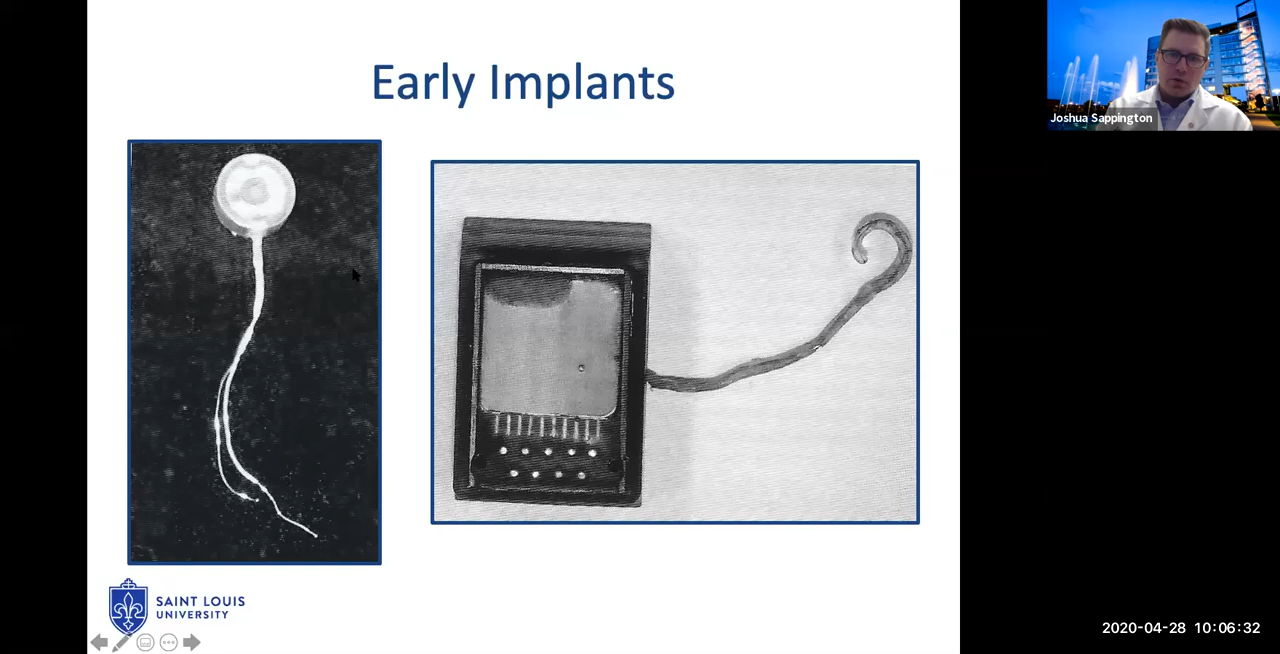 Early Implants
Joshua Sappington
SAINT LOUIS
UNIVERSITY
2020-04-28 10:06:32